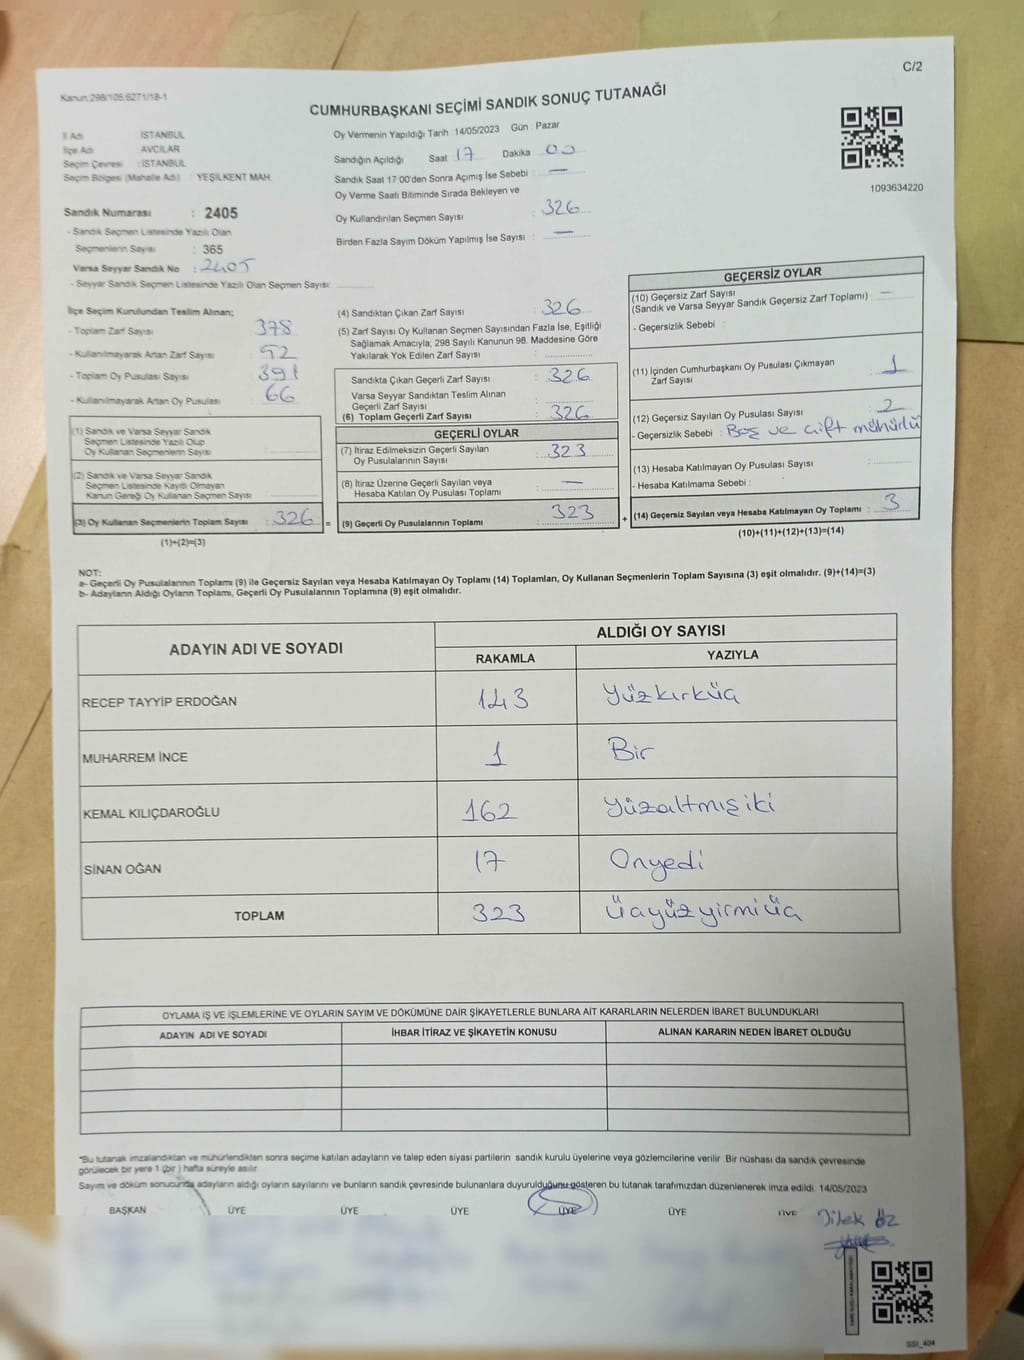 C/2
Kanun.298/105,6271/18-1
CUMHURBAŞKANI SEÇİMİ SANDIK SONUÇ TUTANAĞI
İl Adı İSTANBUL
İlçe Adı AVCILAR
Seçim Çevresi : İSTANBUL
Seçim Bölgesi (Mahalle Adı) : YEŞİLKENT MAH.
Sandık Numarası : 2405
- Sandık Seçmen Listesinde Yazılı Olan
Seçmenlerin Sayısı : 365
Varsa Seyyar Sandık No : 2405
- Seyyar Sandık Seçmen Listesinde Yazılı Olan Seçmen Sayısı:
Oy Vermenin Yapıldığı Tarih : 14/05/2023 Gün : Pazar
Sandığın Açıldığı Saat 17 Dakika 00
Sandık Saat 17:00'den Sonra Açımış İse Sebebi : —
Oy Verme Saati Bitiminde Sırada Bekleyen ve
Oy Kullandırılan Seçmen Sayısı : 326
Birden Fazla Sayım Döküm Yapılmış İse Sayısı : —
1093634220
İlçe Seçim Kurulundan Teslim Alınan;
- Toplam Zarf Sayısı 378
- Kullanılmayarak Artan Zarf Sayısı 52
- Toplam Oy Pusulası Sayısı 391
- Kullanılmayarak Artan Oy Pusulası : 66
(1) Sandık ve Varsa Seyyar Sandık
Seçmen Listesinde Yazılı Olup
Oy Kullanan Seçmenlerin Sayısı :
(2) Sandık ve Varsa Seyyar Sandık
Seçmen Listesinde Kayıtlı Olmayan
Kanun Gereği Oy Kullanan Seçmen Sayısı :
(3) Oy Kullanan Seçmenlerin Toplam Sayısı : 326 =
(1)+(2)=(3)
(4) Sandıktan Çıkan Zarf Sayısı : 326
(5) Zarf Sayısı Oy Kullanan Seçmen Sayısından Fazla İse, Eşitliği
Sağlamak Amacıyla; 298 Sayılı Kanunun 98. Maddesine Göre
Yakılarak Yok Edilen Zarf Sayısı :
Sandıkta Çıkan Geçerli Zarf Sayısı : 326
Varsa Seyyar Sandıktan Teslim Alınan
Geçerli Zarf Sayısı :
(6) Toplam Geçerli Zarf Sayısı : 326
GEÇERLİ OYLAR
(7) İtiraz Edilmeksizin Geçerli Sayılan
Oy Pusulalarının Sayısı : 323
(8) İtiraz Üzerine Geçerli Sayılan veya
Hesaba Katılan Oy Pusulası Toplamı : —
(9) Geçerli Oy Pusulalarının Toplamı : 323 +
GEÇERSİZ OYLAR
(10) Geçersiz Zarf Sayısı : —
(Sandık ve Varsa Seyyar Sandık Geçersiz Zarf Toplamı)
- Geçersizlik Sebebi :
(11) İçinden Cumhurbaşkanı Oy Pusulası Çıkmayan
Zarf Sayısı : 1
(12) Geçersiz Sayılan Oy Pusulası Sayısı : 2
- Geçersizlik Sebebi : Boş ve çift mühürlü
(13) Hesaba Katılmayan Oy Pusulası Sayısı :
- Hesaba Katılmama Sebebi :
(14) Geçersiz Sayılan veya Hesaba Katılmayan Oy Toplamı : 3
(10)+(11)+(12)+(13)=(14)
NOT:
a- Geçerli Oy Pusulalarının Toplamı (9) ile Geçersiz Sayılan veya Hesaba Katılmayan Oy Toplamı (14) Toplamları, Oy Kullanan Seçmenlerin Toplam Sayısına (3) eşit olmalıdır. (9)+(14)=(3)
b- Adayların Aldığı Oyların Toplamı, Geçerli Oy Pusulalarının Toplamına (9) eşit olmalıdır.
ADAYIN ADI VE SOYADI ALDIĞI OY SAYISI
RAKAMLA YAZIYLA
RECEP TAYYİP ERDOĞAN 143 Yüzkırküç
MUHARREM İNCE 1 Bir
KEMAL KILIÇDAROĞLU 162 Yüzaltmışiki
SİNAN OĞAN 17 Onyedi
TOPLAM 323 Üçyüzyirmiüç
OYLAMA İŞ VE İŞLEMLERİNE VE OYLARIN SAYIM VE DÖKÜMÜNE DAİR ŞİKAYETLERLE BUNLARA AİT KARARLARIN NELERDEN İBARET BULUNDUKLARI
ADAYIN ADI VE SOYADI İHBAR İTİRAZ VE ŞİKAYETİN KONUSU ALINAN KARARIN NEDEN İBARET OLDUĞU
*Bu tutanak imzalandıktan ve mühürlendikten sonra seçime katılan adayların ve talep eden siyasi partilerin sandık kurulu üyelerine veya gözlemcilerine verilir. Bir nüshası da sandık çevresinde
görülecek bir yere 1 (bir) hafta süreyle asılır.
Sayım ve döküm sonucunda adayların aldığı oyların sayılarını ve bunların sandık çevresinde bulunanlara duyurulduğunu gösteren bu tutanak tarafımızdan düzenlenerek imza edildi. 14/05/2023
BAŞKAN ÜYE ÜYE ÜYE ÜYE ÜYE ÜYE Dilek Öz
SSI_404